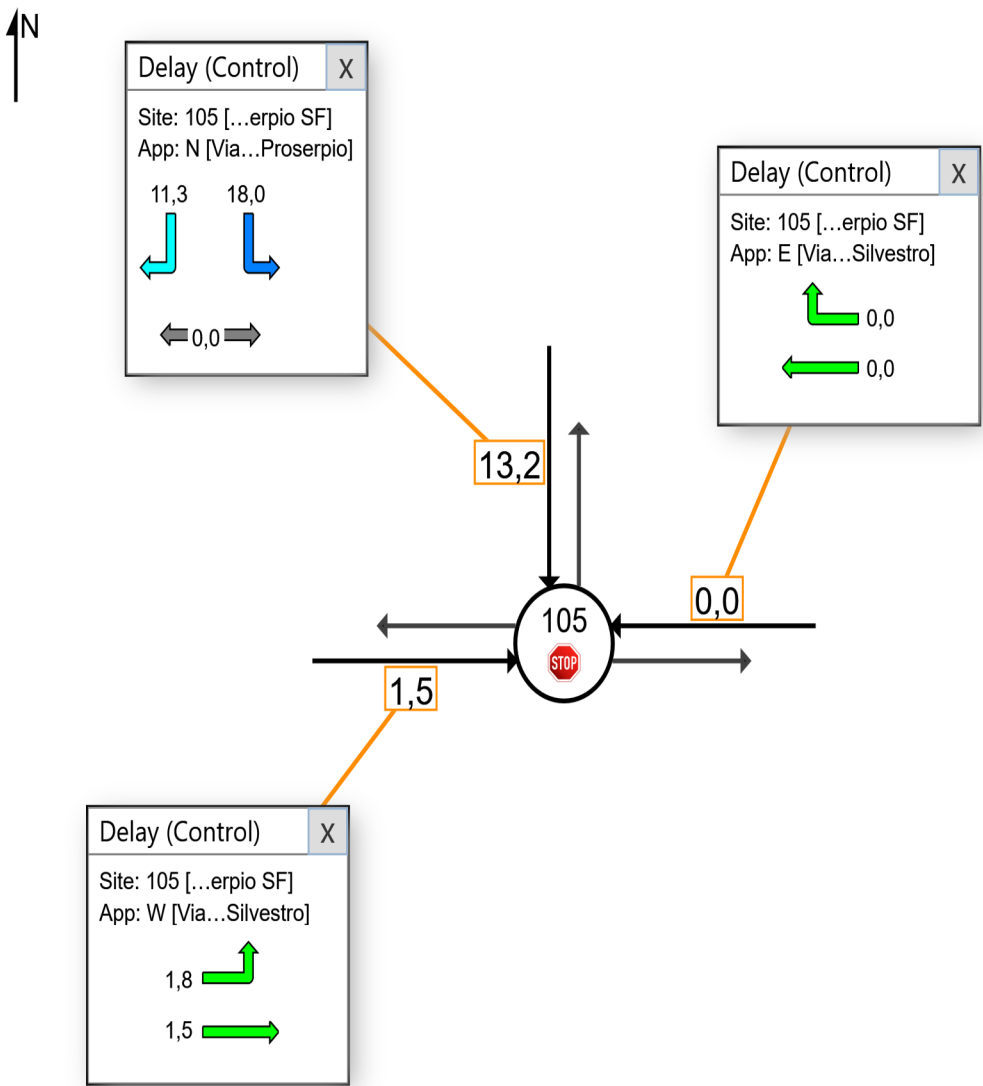 N
Delay (Control) X
Site: 105 [...erpio SF]
App: N [Via...Proserpio]
11,3 18,0
0,0
Delay (Control) X
Site: 105 [...erpio SF]
App: E [Via...Silvestro]
0,0
0,0
13,2
0,0
105
STOP
1,5
Delay (Control) X
Site: 105 [...erpio SF]
App: W [Via...Silvestro]
1,8
1,5